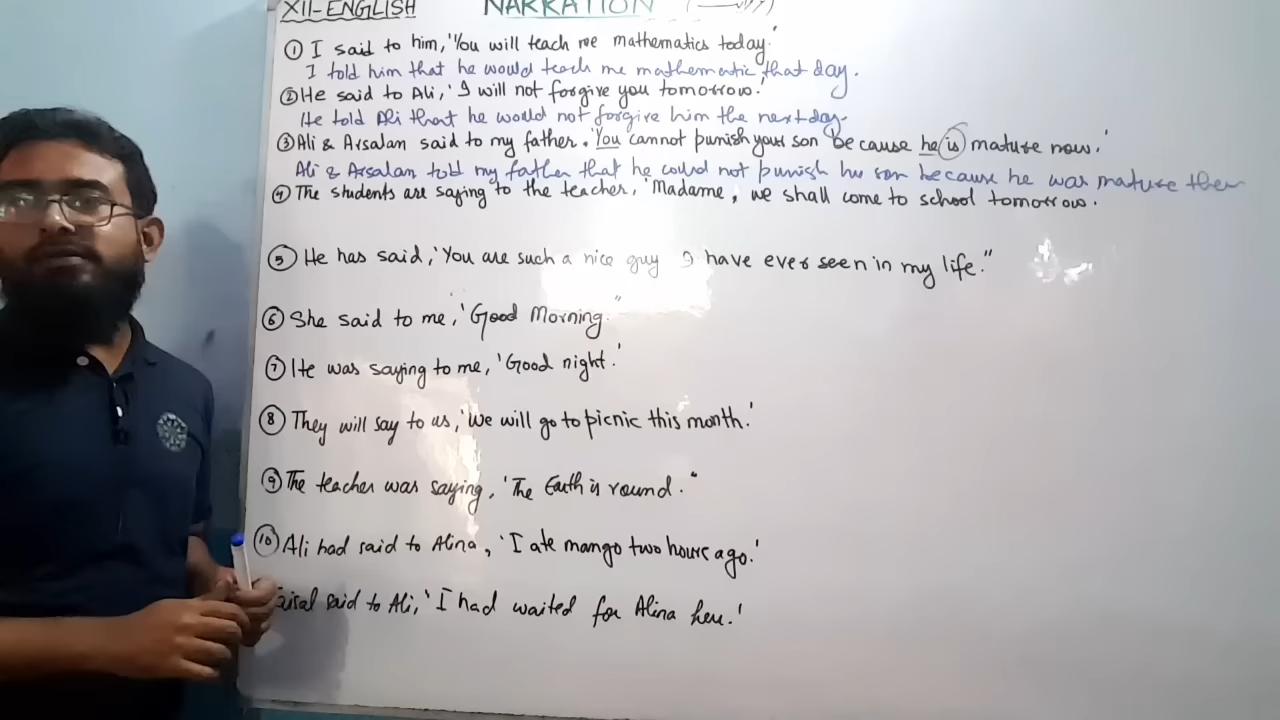 XII-ENGLISH NARRATION
① I said to him, 'You will teach me mathematics today.'
I told him that he would teach me mathematic that day.
② He said to Ali, 'I will not forgive you tomorrow.'
He told Ali that he would not forgive him the next day.
③ Ali & Arsalan said to my father. 'You cannot punish your son because he is mature now.'
Ali & Arsalan told my father that he could not punish his son because he was mature then
④ The students are saying to the teacher, 'Madame, we shall come to school tomorrow.
⑤ He has said, 'You are such a nice guy I have ever seen in my life."
⑥ She said to me, 'Good Morning."
⑦ He was saying to me, 'Good night.'
⑧ They will say to us, 'We will go to picnic this month.'
⑨ The teacher was saying, 'The Earth is round."
⑩ Ali had said to Alina, 'I ate mango two hours ago.'
said to Ali, 'I had waited for Alina here.'